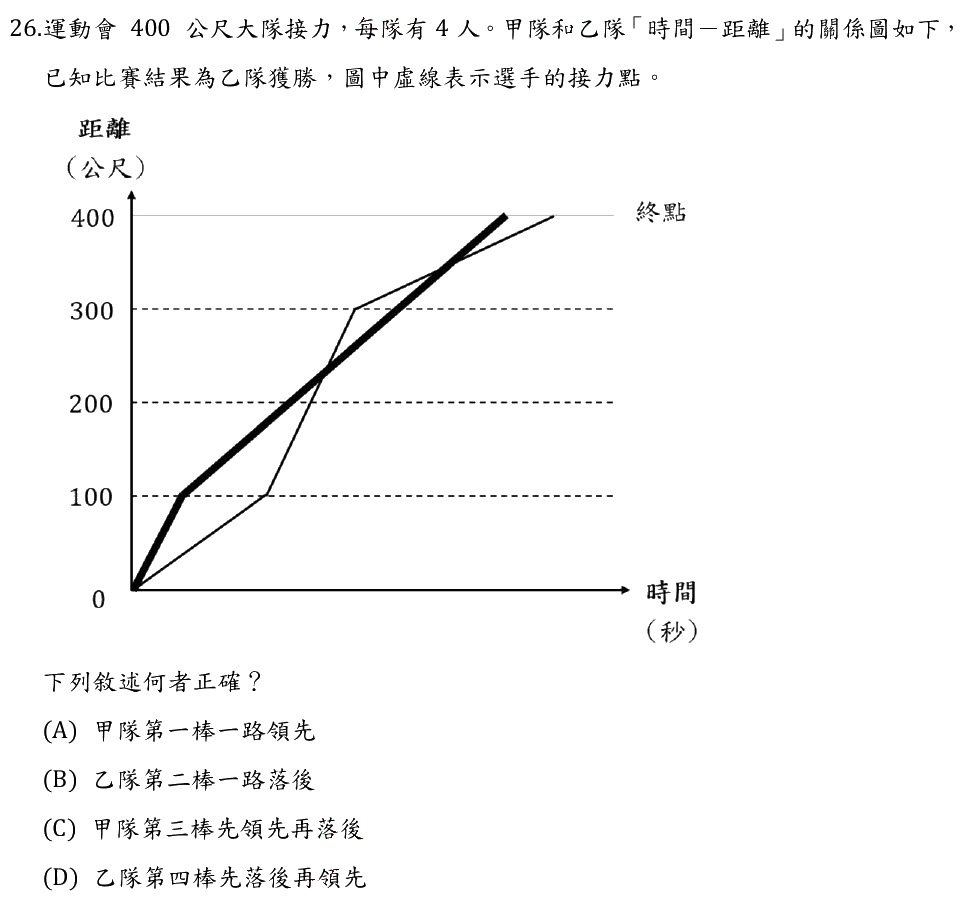 26.運動會 400 公尺大隊接力，每隊有 4 人。甲隊和乙隊「時間－距離」的關係圖如下，
已知比賽結果為乙隊獲勝，圖中虛線表示選手的接力點。
距離
（公尺）
400
終點
300
200
100
0
時間
（秒）
下列敘述何者正確？
(A) 甲隊第一棒一路領先
(B) 乙隊第二棒一路落後
(C) 甲隊第三棒先領先再落後
(D) 乙隊第四棒先落後再領先